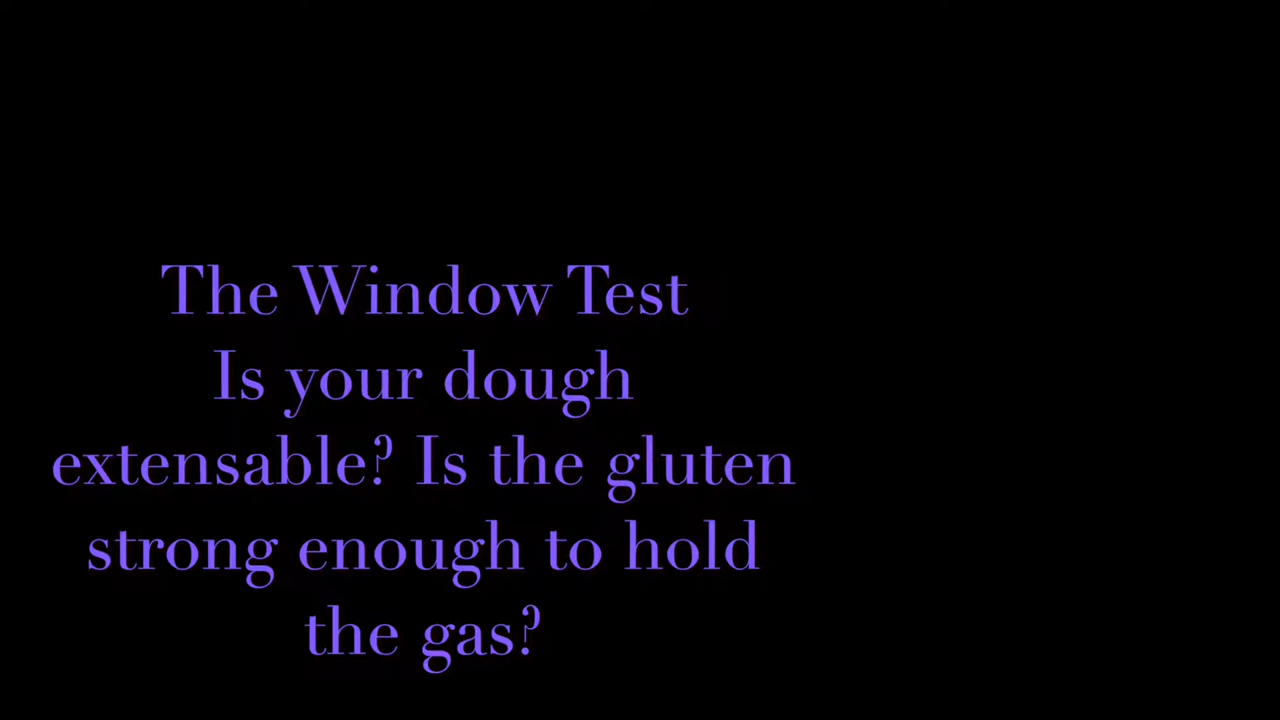 The Window Test
Is your dough
extensable? Is the gluten
strong enough to hold
the gas?